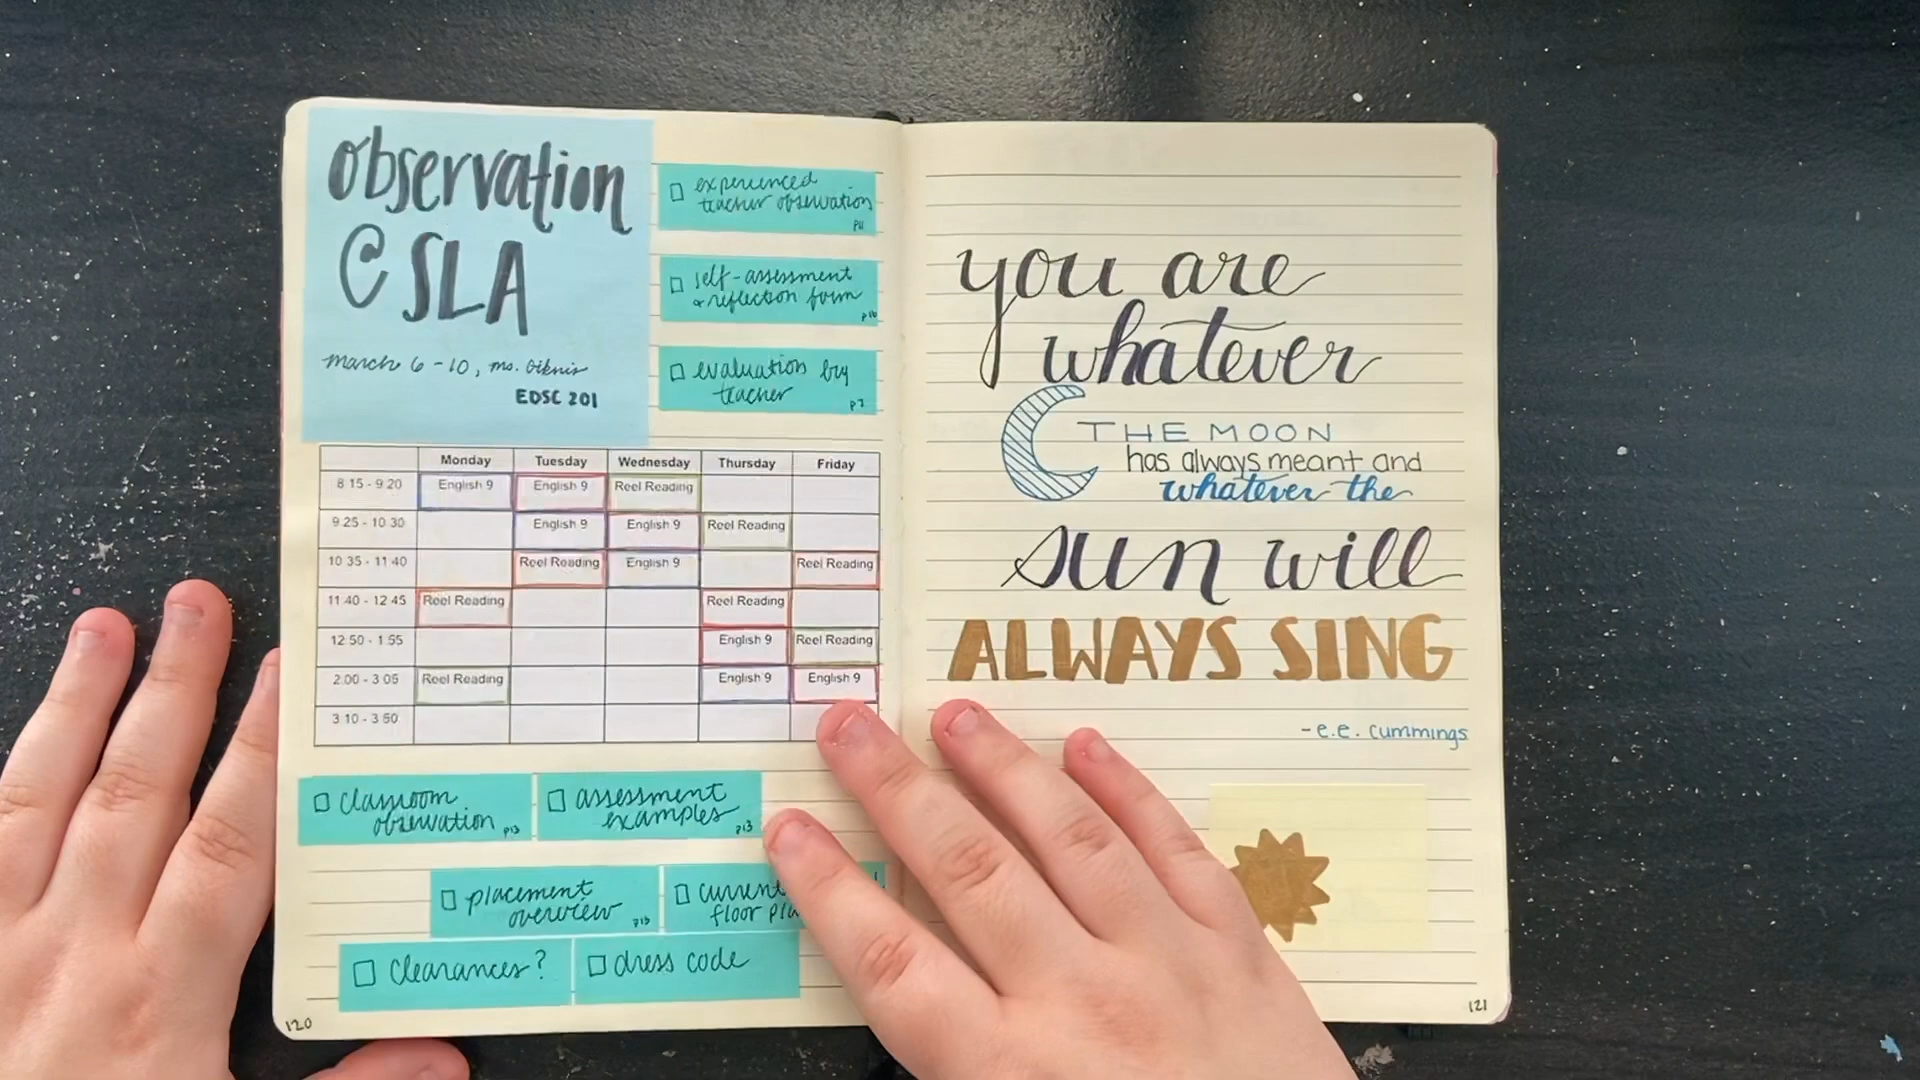 observation
@ SLA
march 6-10, ms.
EDSC 201
experienced
teacher observation
p11
self-assessment
& reflection form
p10
evaluation by
teacher
p7
Monday Tuesday Wednesday Thursday Friday
8 15 - 9 20 English 9 English 9 Reel Reading
9 25 - 10 30 English 9 English 9 Reel Reading
10 35 - 11 40 Reel Reading English 9 Reel Reading
11 40 - 12 45 Reel Reading Reel Reading
12 50 - 1 55 English 9 Reel Reading
2 00 - 3 05 Reel Reading English 9 English 9
3 10 - 3 50
classroom
observation p13
assessment
examples p13
placement
overview p13
current
floor
clearances?
dress code
120
you are
whatever
THE MOON
has always meant and
whatever the
sun will
ALWAYS SING
- e.e. cummings
121